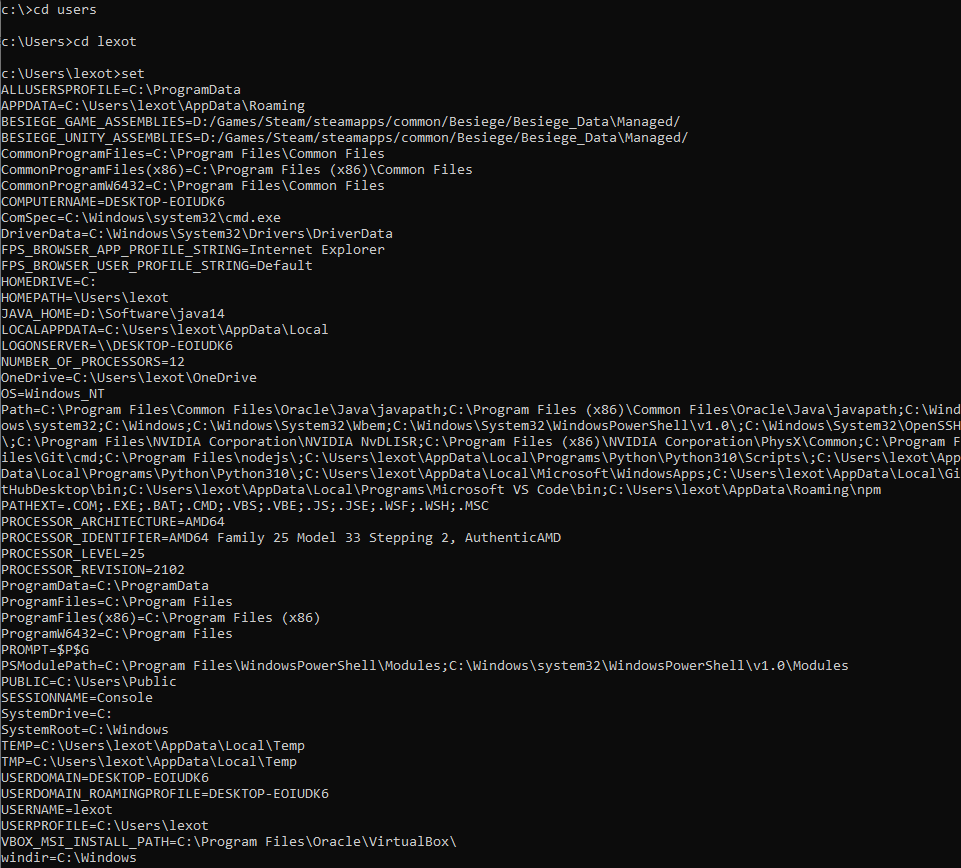 c:\>cd users
c:\Users>cd lexot
c:\Users\lexot>set
ALLUSERSPROFILE=C:\ProgramData
APPDATA=C:\Users\lexot\AppData\Roaming
BESIEGE_GAME_ASSEMBLIES=D:/Games/Steam/steamapps/common/Besiege/Besiege_Data\Managed/
BESIEGE_UNITY_ASSEMBLIES=D:/Games/Steam/steamapps/common/Besiege/Besiege_Data\Managed/
CommonProgramFiles=C:\Program Files\Common Files
CommonProgramFiles(x86)=C:\Program Files (x86)\Common Files
CommonProgramW6432=C:\Program Files\Common Files
COMPUTERNAME=DESKTOP-EOIUDK6
ComSpec=C:\Windows\system32\cmd.exe
DriverData=C:\Windows\System32\Drivers\DriverData
FPS_BROWSER_APP_PROFILE_STRING=Internet Explorer
FPS_BROWSER_USER_PROFILE_STRING=Default
HOMEDRIVE=C:
HOMEPATH=\Users\lexot
JAVA_HOME=D:\Software\java14
LOCALAPPDATA=C:\Users\lexot\AppData\Local
LOGONSERVER=\\DESKTOP-EOIUDK6
NUMBER_OF_PROCESSORS=12
OneDrive=C:\Users\lexot\OneDrive
OS=Windows_NT
Path=C:\Program Files\Common Files\Oracle\Java\javapath;C:\Program Files (x86)\Common Files\Oracle\Java\javapath;C:\Wind
ows\system32;C:\Windows;C:\Windows\System32\Wbem;C:\Windows\System32\WindowsPowerShell\v1.0\;C:\Windows\System32\OpenSSH
\;C:\Program Files\NVIDIA Corporation\NVIDIA NvDLISR;C:\Program Files (x86)\NVIDIA Corporation\PhysX\Common;C:\Program F
iles\Git\cmd;C:\Program Files\nodejs\;C:\Users\lexot\AppData\Local\Programs\Python\Python310\Scripts\;C:\Users\lexot\App
Data\Local\Programs\Python\Python310\;C:\Users\lexot\AppData\Local\Microsoft\WindowsApps;C:\Users\lexot\AppData\Local\Gi
tHubDesktop\bin;C:\Users\lexot\AppData\Local\Programs\Microsoft VS Code\bin;C:\Users\lexot\AppData\Roaming\npm
PATHEXT=.COM;.EXE;.BAT;.CMD;.VBS;.VBE;.JS;.JSE;.WSF;.WSH;.MSC
PROCESSOR_ARCHITECTURE=AMD64
PROCESSOR_IDENTIFIER=AMD64 Family 25 Model 33 Stepping 2, AuthenticAMD
PROCESSOR_LEVEL=25
PROCESSOR_REVISION=2102
ProgramData=C:\ProgramData
ProgramFiles=C:\Program Files
ProgramFiles(x86)=C:\Program Files (x86)
ProgramW6432=C:\Program Files
PROMPT=$P$G
PSModulePath=C:\Program Files\WindowsPowerShell\Modules;C:\Windows\system32\WindowsPowerShell\v1.0\Modules
PUBLIC=C:\Users\Public
SESSIONNAME=Console
SystemDrive=C:
SystemRoot=C:\Windows
TEMP=C:\Users\lexot\AppData\Local\Temp
TMP=C:\Users\lexot\AppData\Local\Temp
USERDOMAIN=DESKTOP-EOIUDK6
USERDOMAIN_ROAMINGPROFILE=DESKTOP-EOIUDK6
USERNAME=lexot
USERPROFILE=C:\Users\lexot
VBOX_MSI_INSTALL_PATH=C:\Program Files\Oracle\VirtualBox\
windir=C:\Windows